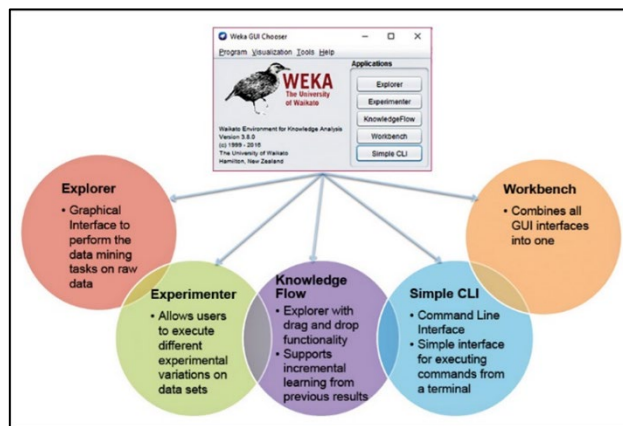 Weka GUI Chooser
Program Visualization Tools Help
Applications
WEKA
The University
of Waikato
Explorer
Experimenter
KnowledgeFlow
Workbench
Simple CLI
Waikato Environment for Knowledge Analysis
Version 3.8.0
(c) 1999 - 2016
The University of Waikato
Hamilton, New Zealand
Explorer
• Graphical
Interface to
perform the
data mining
tasks on raw
data
Experimenter
• Allows users
to execute
different
experimental
variations on
data sets
Knowledge
Flow
• Explorer with
drag and drop
functionality
• Supports
incremental
learning from
previous results
Simple CLI
• Command Line
Interface
• Simple interface
for executing
commands from
a terminal
Workbench
• Combines all
GUI interfaces
into one